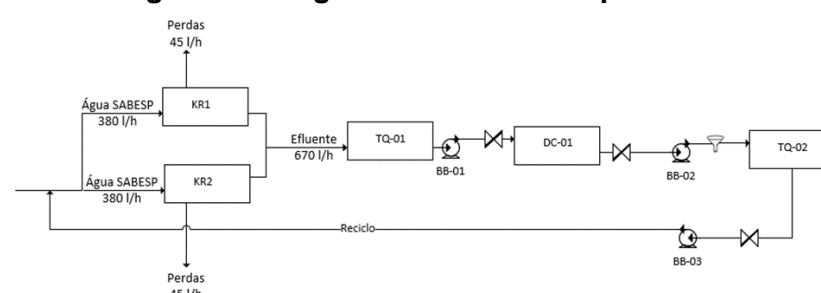 Perdas
45 l/h
Água SABESP
380 l/h
KR1
Efluente
670 l/h
TQ-01
BB-01
DC-01
BB-02
TQ-02
Água SABESP
380 l/h
KR2
Reciclo
BB-03
Perdas
45 l/h